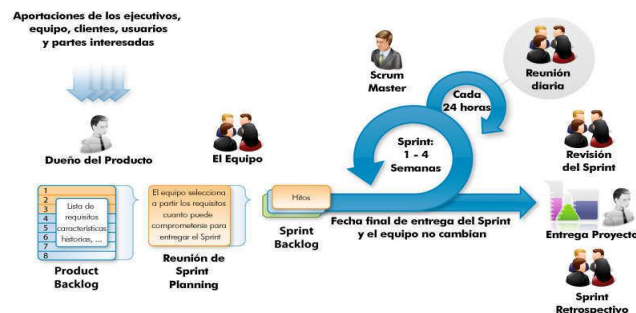 Aportaciones de los ejecutivos,
equipo, clientes, usuarios
y partes interesadas
Dueño del Producto
El Equipo
Scrum
Master
Cada
24 horas
Reunión
diaria
Sprint:
1 - 4
Semanas
Revisión
del Sprint
1
2
3
4
5
6
7
8
Lista de
requisitos
características
historias, ...
El equipo selecciona
a partir los requisitos
cuanto puede
comprometerse para
entregar el Sprint
Hitos
Product
Backlog
Reunión de
Sprint
Planning
Sprint
Backlog
Fecha final de entrega del Sprint
y el equipo no cambian
Entrega Proyecto
Sprint
Retrospectivo